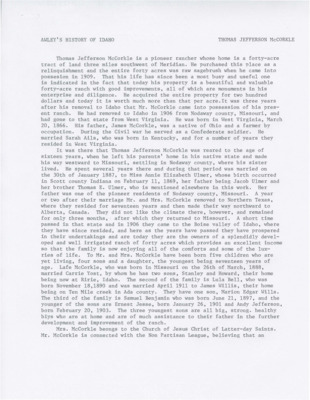 HISTORY OF IDAHO THOMAS JEFFERSON McCORKLE
Thomas Jefferson McCorkle is a pioneer rancher whose home is a forty-acre
tract of land three miles southwest of Meridian. He purchased this place as a
relinquishment and the entire forty acres was raw sagebrush when he came into
possession in 1909. That his life has since been a most busy and useful one
is indicated in the fact that today his property is a beautiful and valuable
forty-acre ranch with good improvements, all of which are monuments in his
enterprise and diligence. He acquired the entire property for two hundred
dollars and today it is worth much more than that per acre. It was three years
after his removal to Idaho that Mr. McCorkle came into possession of his pres-
ent ranch. He had removed to Idaho in 1906 from Nodaway county, Missouri, and
had gone to that state from West Virginia. He was born in West Virginia, March
20, 1866. His father, James McCorkle, was a native of Ohio and a farmer by
occupation. During the Civil war he served as a Confederate soldier. He
married Sarah who was born in Kentucky, and for a number of years they
resided in West Virginia.
It was there that Thomas Jefferson McCorkle was reared to the age of
sixteen years, when he left his parents' home in his native state and made
his way westward to Missouri, settling in Nodaway county, where his sister
lived. He spent several years there and during that period was married on
the 30th of January 1887, to Miss Annie Elizabeth Ulmer, whose birth occurred
in Scott county Indiana on February 11, 1867, her father being Jacob Ulmer and
her brother Thomas E. Ulmer, who is mentioned elsewhere in this work. Her
father was one of the pioneer residents of Nodaway county, Missouri. A year
or two after their marriage Mr. and Mrs. McCorkle removed to Northern Texas,
where they resided for seventeen years and then made their way northward to
Alberta, Canada. They did not like the climate there, however, and remained
for only three months, after which they returned to Missouri. A short time
passed in that state and in 1906 they came to the Boise valley of Idaho, where
they have since resided, and here as the years have passed they have prospered
in their undertakings and are today they are the owners of a splendidly devel-
oped and well irrigated ranch of forty acres which provides an excellent income
so that the family is now enjoying all of the comforts and some of the luxu-
ries of life. To Mr. and Mrs. McCorkle have been born five children who are
yet living, four sons and a daughter, the youngest being seventeen years of
age. Lafe McCorkle, who was born in Missouri on the 26th of March, 1888,
married Carrie Yost, by whom he has two sons, Stanley and Howard, their home
being now at Idaho. The second of the family is Lula Bell, who was
born November 18, 1890 and was married April 1911 to James Willis, their home
being on Ten Mile creek in Ada county. They have one son, Marion Edgar Willis.
The third of the family is Samuel Benjamin who was born June 21, 1897, and the
younger of the sons are Ernest Jesse, born January 26, 1901 and Andy Jefferson,
born February 20, 1903. The three youngest sons are all big, strong, healthy
boys who are at home and are of much assistance to their father in the further
development and improvement of the ranch.
Mrs. McCorkle belongs to the Church of Jesus Christ of Latter-day Saints.
Mr. McCorkle is connected with the Non Partisan League, believing that an